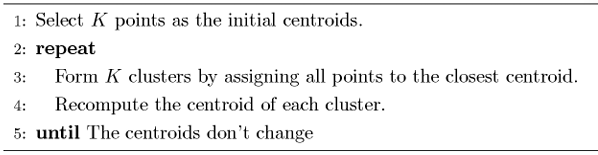 1: Select K points as the initial centroids.
2: repeat
3: Form K clusters by assigning all points to the closest centroid.
4: Recompute the centroid of each cluster.
5: until The centroids don't change